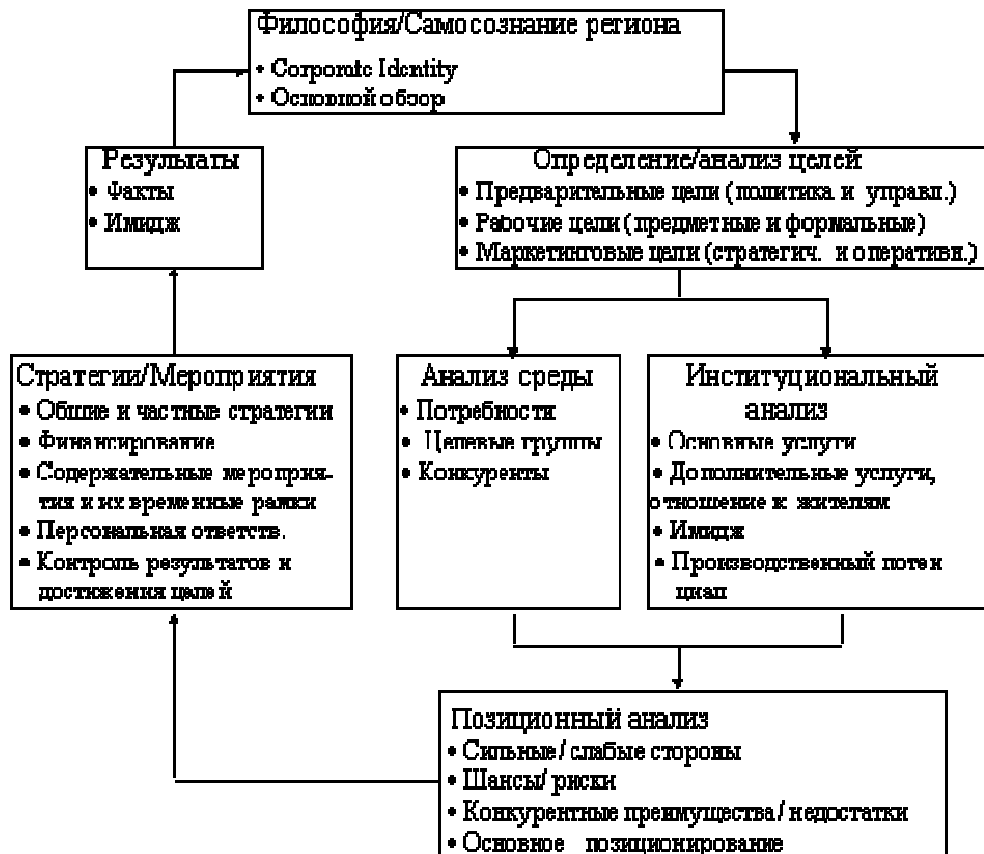 Философия/Самосознание региона
• Corporate Identity
• Основной обзор
Результаты
• Факты
• Имидж
Определение/анализ целей
• Предварительные цели (политика и управл.)
• Рабочие цели (предметные и формальные)
• Маркетинговые цели (стратегич. и оперативн.)
Стратегии/Мероприятия
• Общие и частные стратегии
• Финансирование
• Содержательные мероприя-
тия и их временные рамки
• Персональная ответств.
• Контроль результатов и
достижения целей
Анализ среды
• Потребности
• Целевые группы
• Конкуренты
Институциональный
анализ
• Основные услуги
• Дополнительные услуги,
отношение к жителям
• Имидж
• Производственный потен
циал
Позиционный анализ
• Сильные/ слабые стороны
• Шансы/ риски
• Конкурентные преимущества/ недостатки
• Основное позиционирование